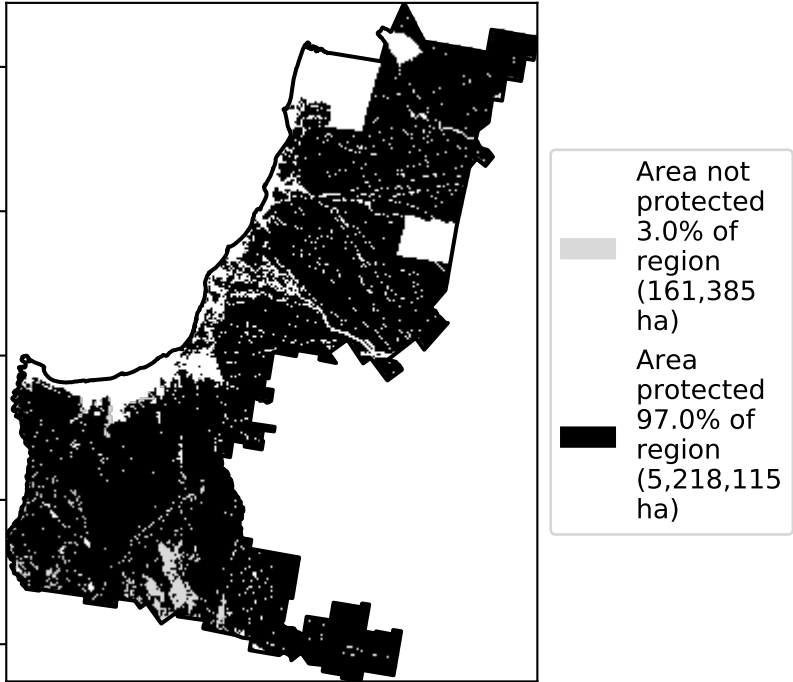 Area not
protected
3.0% of
region
(161,385
ha)
Area
protected
97.0% of
region
(5,218,115
ha)